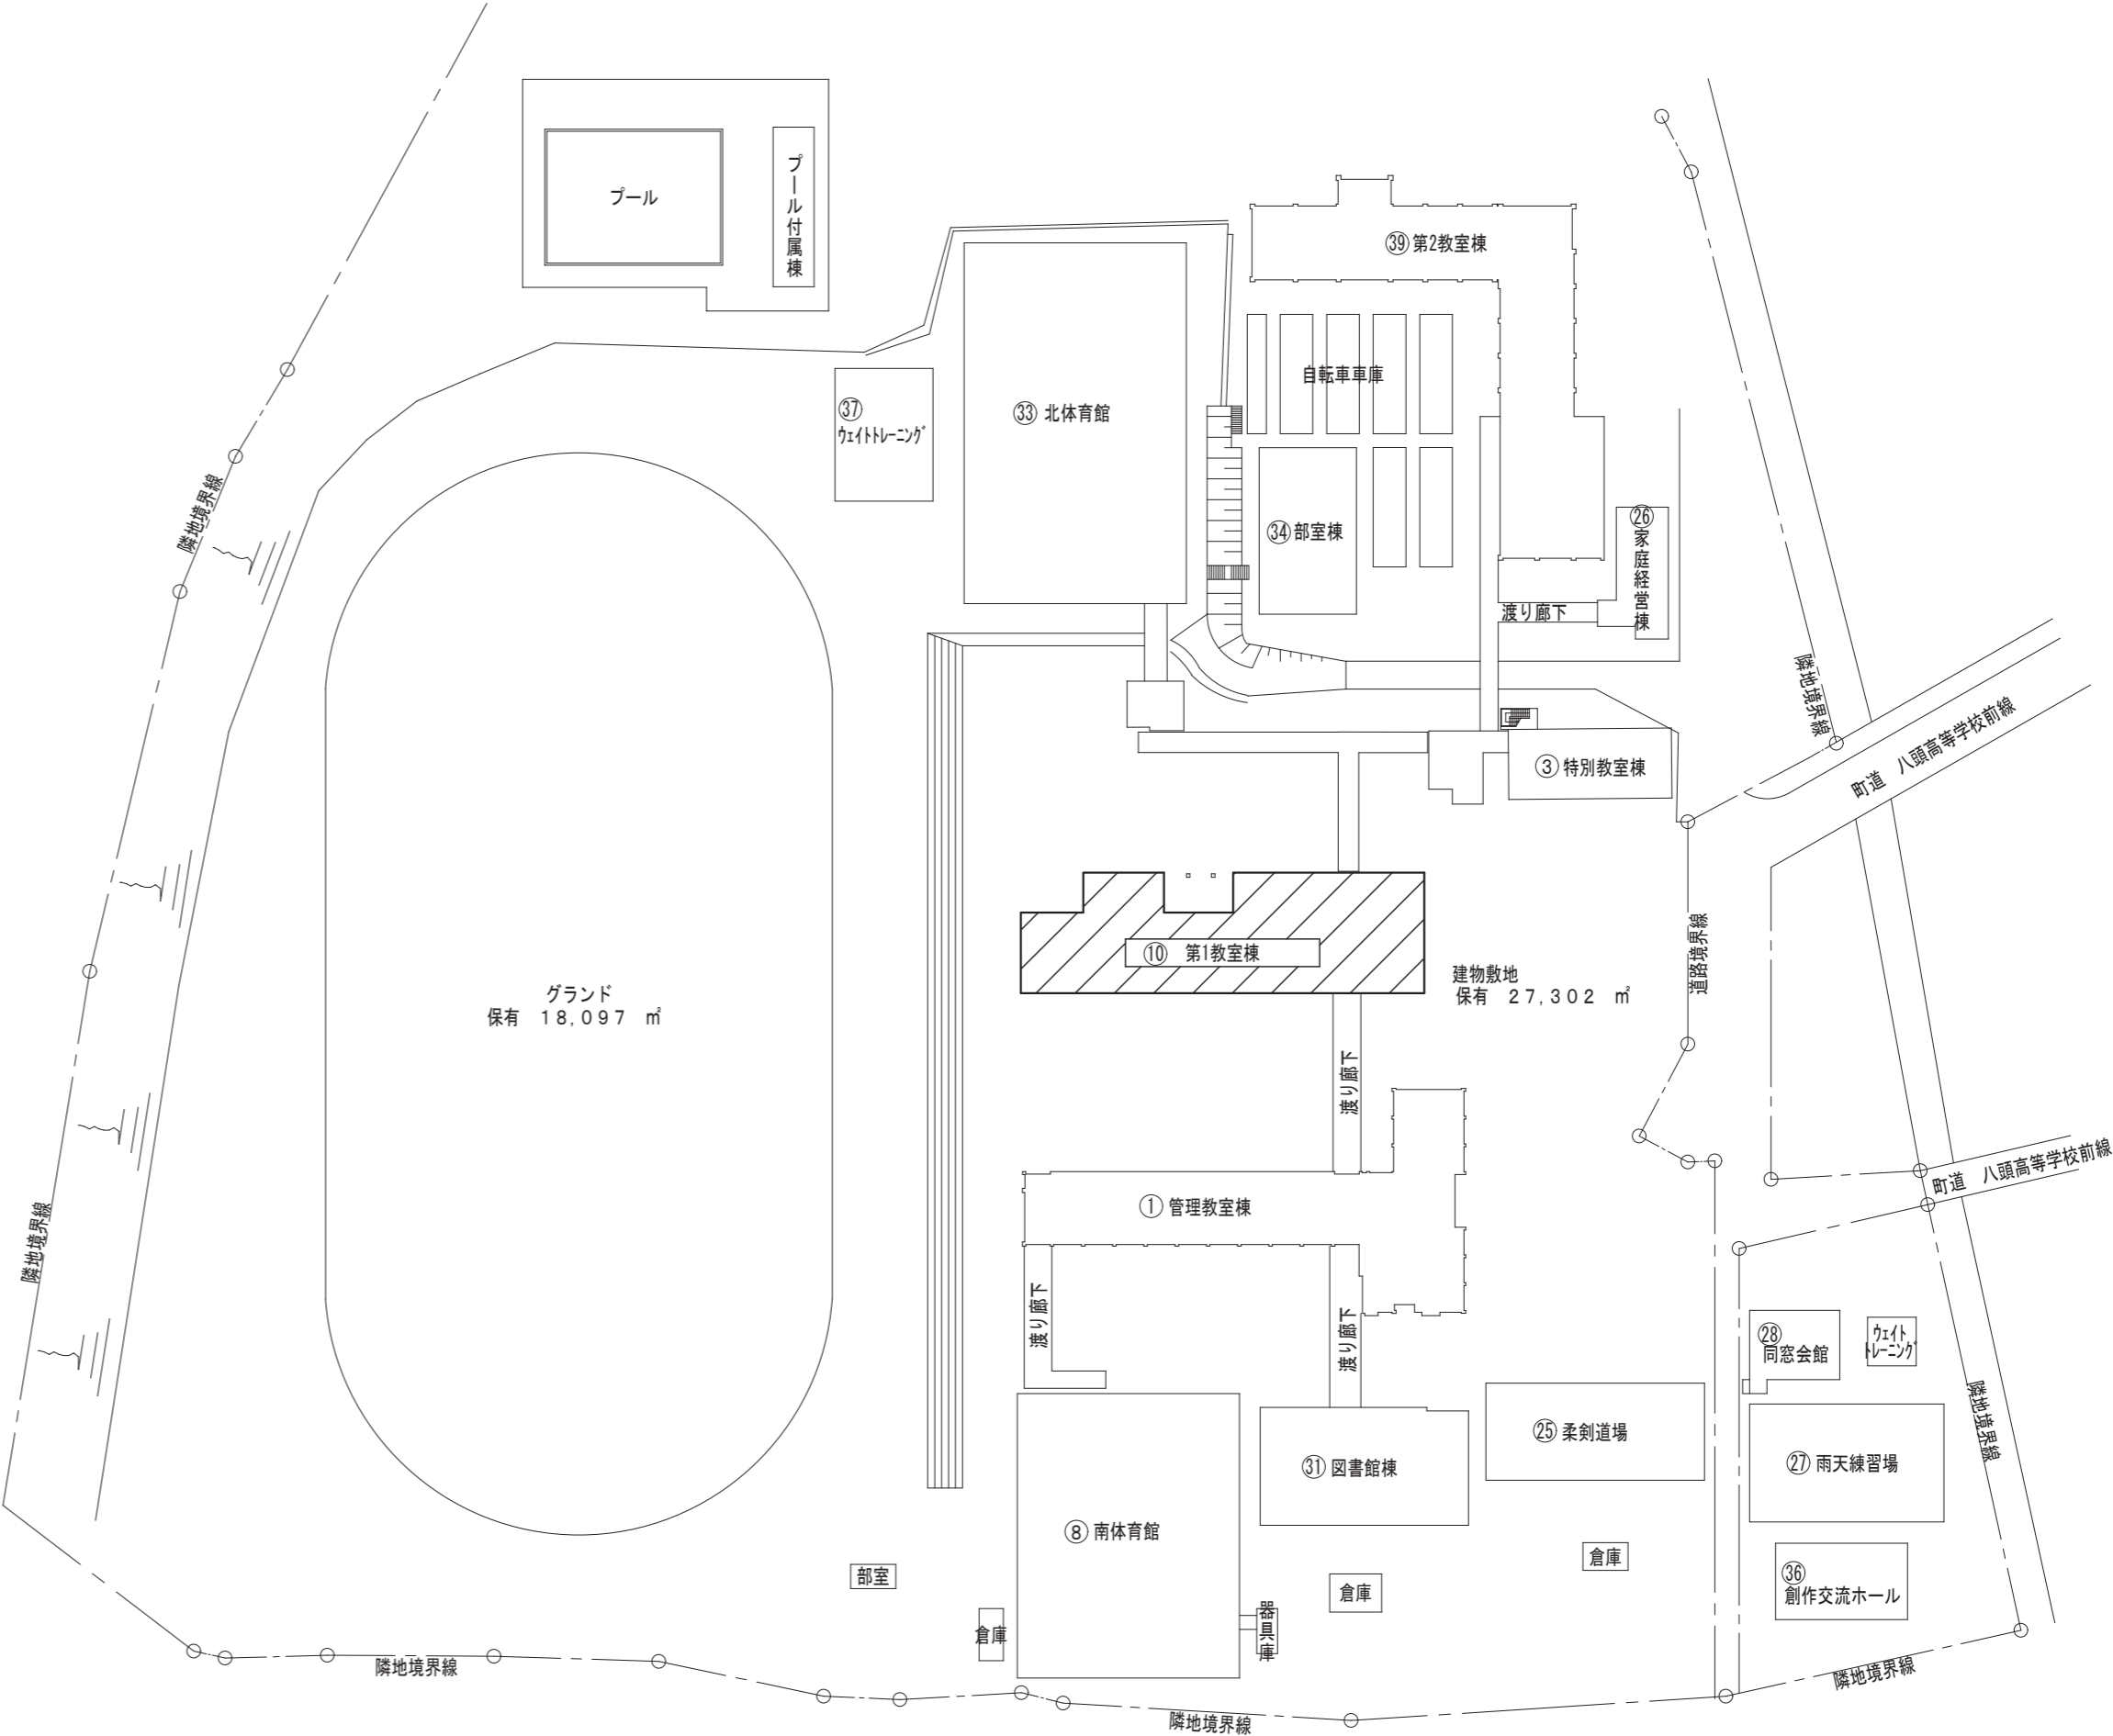 プール
プール付属棟
㊴ 第2教室棟
自転車車庫
㊲
ウェイトトレーニング
㉝ 北体育館
㉞ 部室棟
㉖ 家庭経営棟
渡り廊下
隣地境界線
隣地境界線
町道　八頭高等学校前線
③ 特別教室棟
⑩　第1教室棟
道路境界線
建物敷地
保有　27,302　㎡
グランド
保有　18,097　㎡
渡り廊下
① 管理教室棟
町道　八頭高等学校前線
隣地境界線
渡り廊下
渡り廊下
㉘
同窓会館
ウェイト
トレーニング
㉕ 柔剣道場
隣地境界線
㉛ 図書館棟
㉗ 雨天練習場
⑧ 南体育館
部室
倉庫
倉庫
器具庫
倉庫
㊱
創作交流ホール
隣地境界線
隣地境界線
隣地境界線